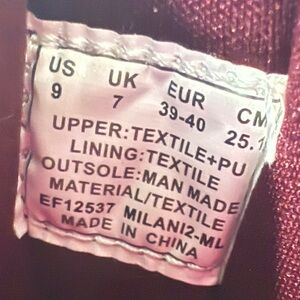 US UK EUR CM
9 7 39-40 25.
UPPER:TEXTILE+PU
LINING:TEXTILE
OUTSOLE:MAN MADE
MATERIAL/TEXTILE
EF12537 MILANI2-ML
MADE IN CHINA